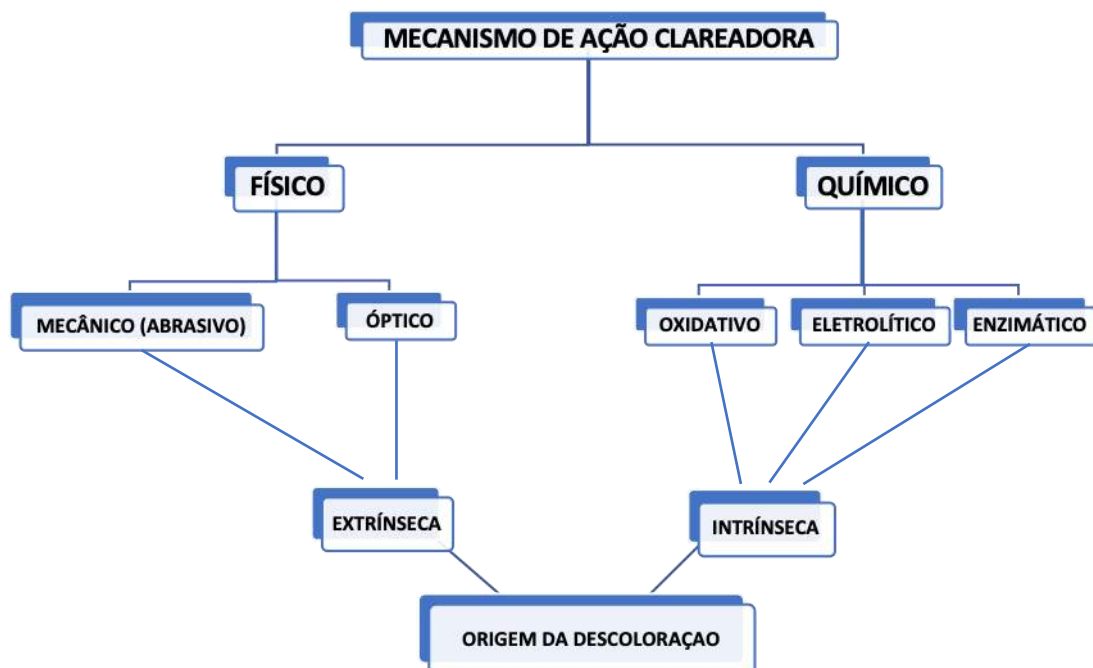 MECANISMO DE AÇÃO CLAREADORA
FÍSICO
QUÍMICO
MECÂNICO (ABRASIVO)
ÓPTICO
OXIDATIVO
ELETROLÍTICO
ENZIMÁTICO
EXTRÍNSECA
INTRÍNSECA
ORIGEM DA DESCOLORAÇAO